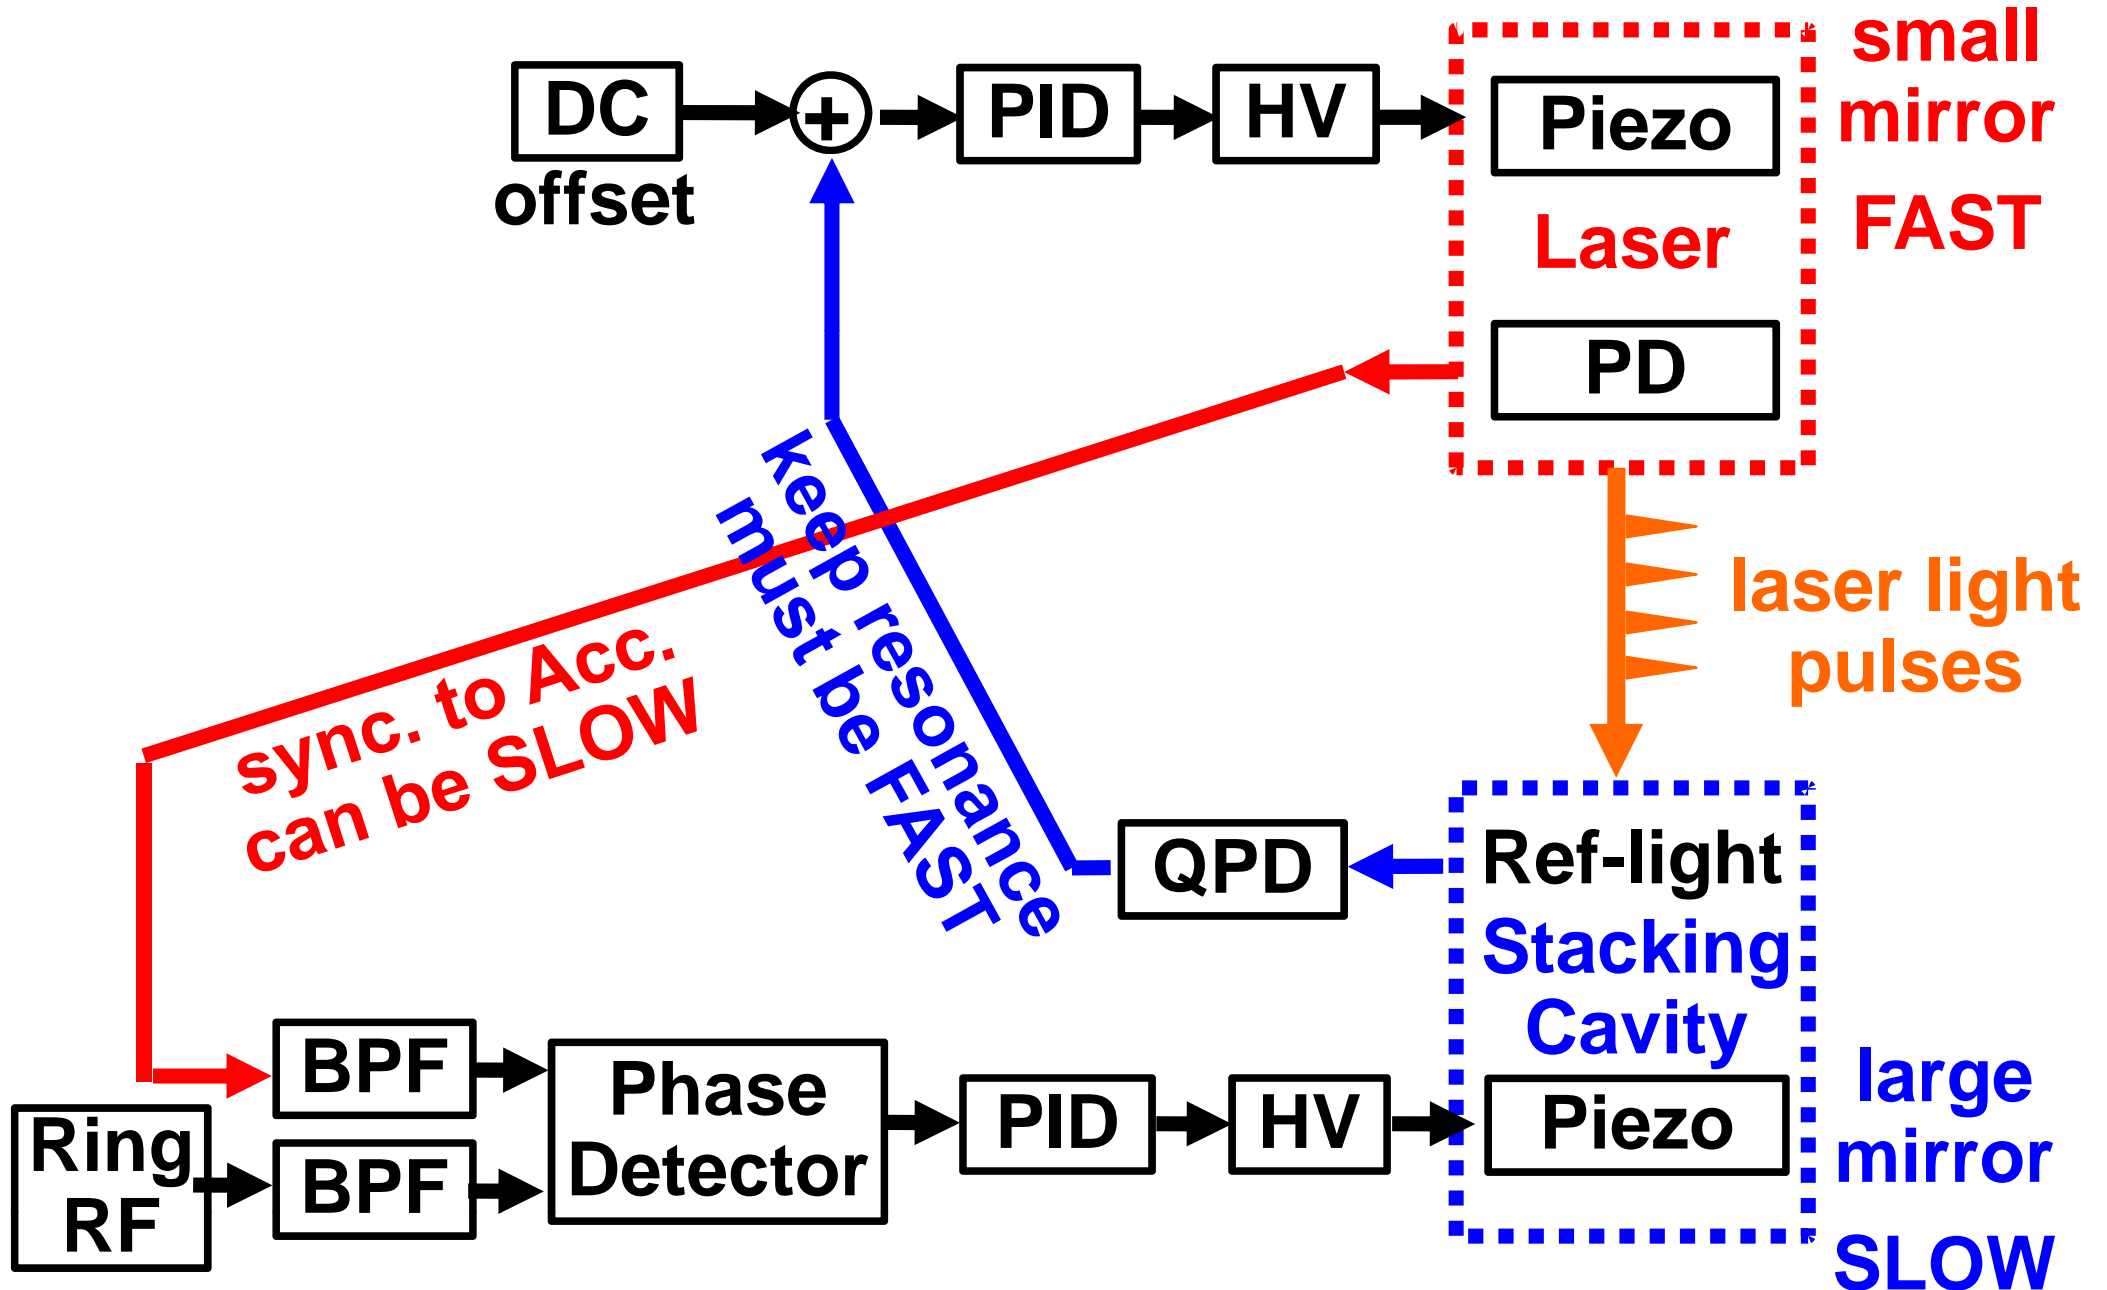 small
mirror
FAST
DC
offset
+
PID
HV
Piezo
Laser
PD
laser light
pulses
keep resonance
must be FAST
sync. to Acc.
can be SLOW
QPD
Ref-light
Stacking
Cavity
Piezo
large
mirror
SLOW
Ring
RF
BPF
BPF
Phase
Detector
PID
HV